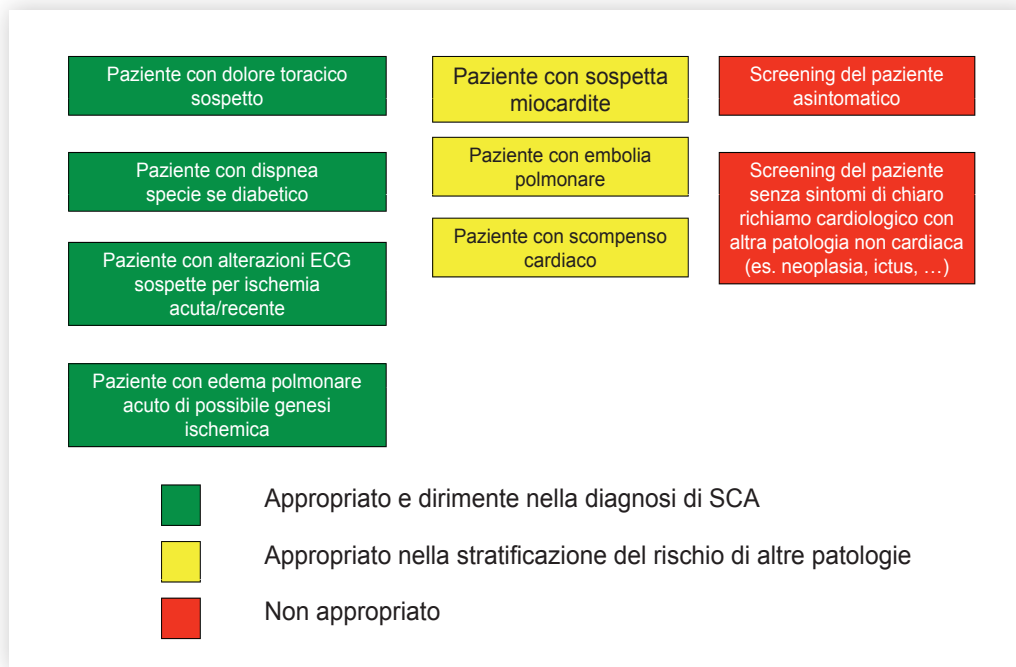 Paziente con dolore toracico
sospetto
Paziente con dispnea
specie se diabetico
Paziente con alterazioni ECG
sospette per ischemia
acuta/recente
Paziente con edema polmonare
acuto di possibile genesi
ischemica
Paziente con sospetta
miocardite
Paziente con embolia
polmonare
Paziente con scompenso
cardiaco
Screening del paziente
asintomatico
Screening del paziente
senza sintomi di chiaro
richiamo cardiologico con
altra patologia non cardiaca
(es. neoplasia, ictus, …)
Appropriato e dirimente nella diagnosi di SCA
Appropriato nella stratificazione del rischio di altre patologie
Non appropriato